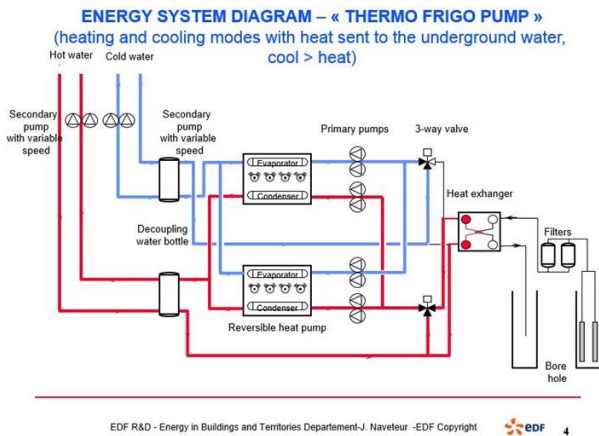 ENERGY SYSTEM DIAGRAM – « THERMO FRIGO PUMP »
(heating and cooling modes with heat sent to the underground water,
cool > heat)
Hot water
Cold water
Secondary
pump
with variable
speed
Secondary
pump
with variable
speed
Primary pumps
3-way valve
Evaporator
Condenser
Heat exhanger
Decoupling
water bottle
Filters
Evaporator
Condenser
Reversible heat pump
Bore
hole
EDF R&D - Energy in Buildings and Territories Departement-J. Naveteur -EDF Copyright
eDF
4